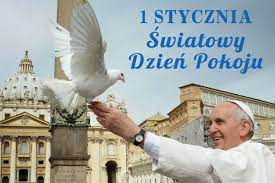 1 STYCZNIA
Światowy
Dzień Pokoju